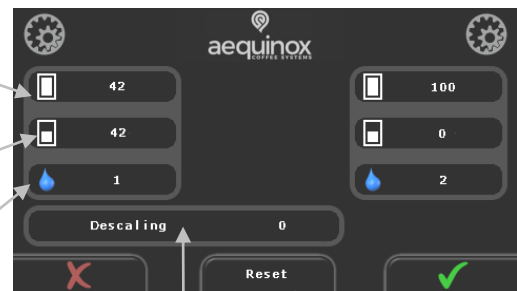 aequinox
COFFEE SYSTEMS
42
100
42
0
1
2
Descaling 0
Reset